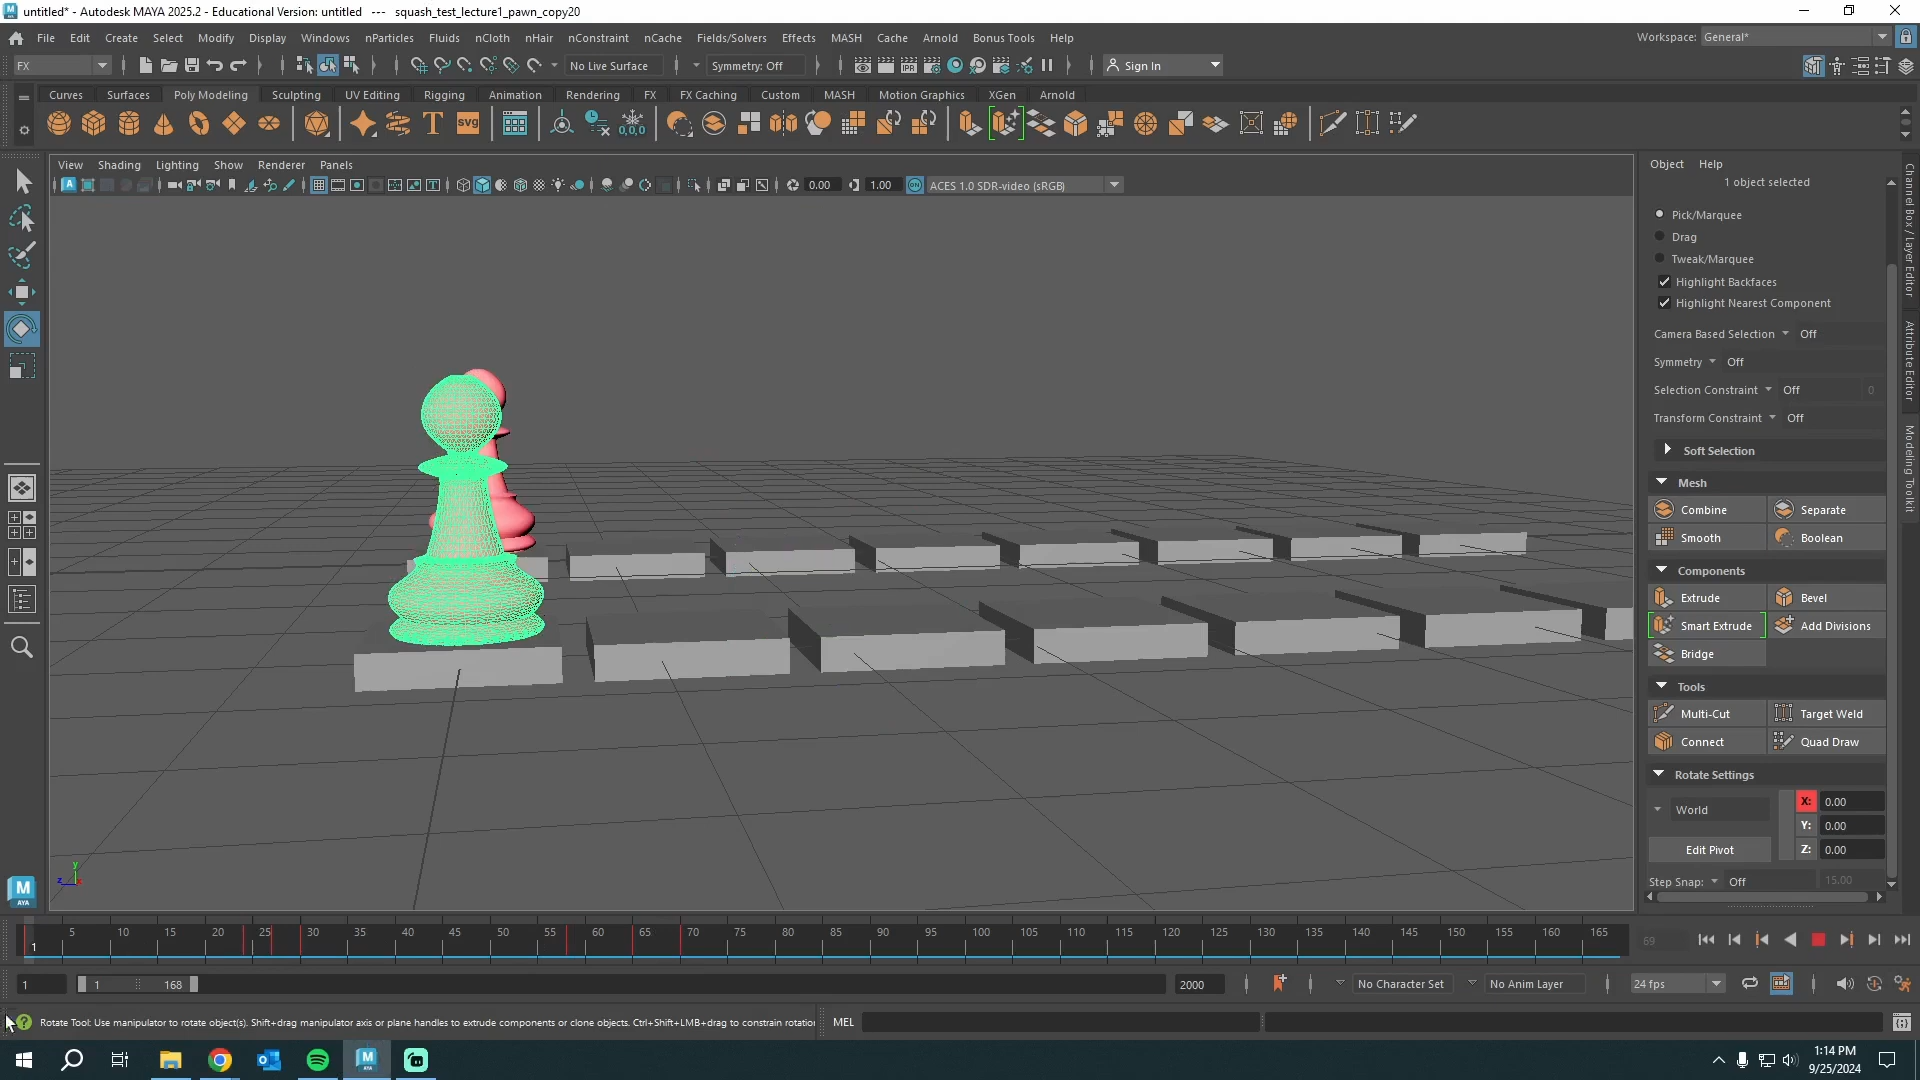 untitled* - Autodesk MAYA 2025.2 - Educational Version: untitled --- squash_test_lecture1_pawn_copy20
File Edit Create Select Modify Display Windows nParticles Fluids nCloth nHair nConstraint nCache Fields/Solvers Effects MASH Cache Arnold Bonus Tools Help
Workspace: General*
FX
No Live Surface
Symmetry: Off
Sign In
Curves Surfaces Poly Modeling Sculpting UV Editing Rigging Animation Rendering FX FX Caching Custom MASH Motion Graphics XGen Arnold
View Shading Lighting Show Renderer Panels
0.00 1.00 ACES 1.0 SDR-video (sRGB)
Object Help
1 object selected
Pick/Marquee
Drag
Tweak/Marquee
Highlight Backfaces
Highlight Nearest Component
Camera Based Selection Off
Symmetry Off
Selection Constraint Off 0
Transform Constraint Off
Soft Selection
Mesh
Combine Separate
Smooth Boolean
Components
Extrude Bevel
Smart Extrude Add Divisions
Bridge
Tools
Multi-Cut Target Weld
Connect Quad Draw
Rotate Settings
World
X: 0.00
Y: 0.00
Edit Pivot
Z: 0.00
Step Snap: Off 15.00
Channel Box / Layer Editor
Attribute Editor
Modeling Toolkit
y
z
5 10 15 20 25 30 35 40 45 50 55 60 65 70 75 80 85 90 95 100 105 110 115 120 125 130 135 140 145 150 155 160 165
1
69
1 1 168 2000 No Character Set No Anim Layer 24 fps
Rotate Tool: Use manipulator to rotate object(s). Shift+drag manipulator axis or plane handles to extrude components or clone objects. Ctrl+Shift+LMB+drag to constrain rotatio
MEL
1:14 PM
9/25/2024